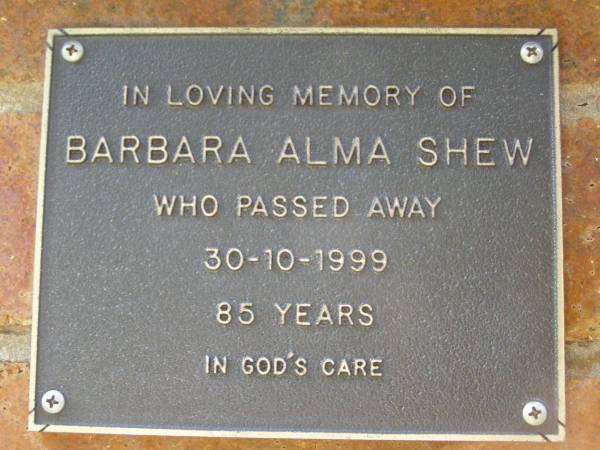 IN LOVING MEMORY OF
BARBARA ALMA SHEW
WHO PASSED AWAY
30-10-1999
85 YEARS
IN GOD'S CARE